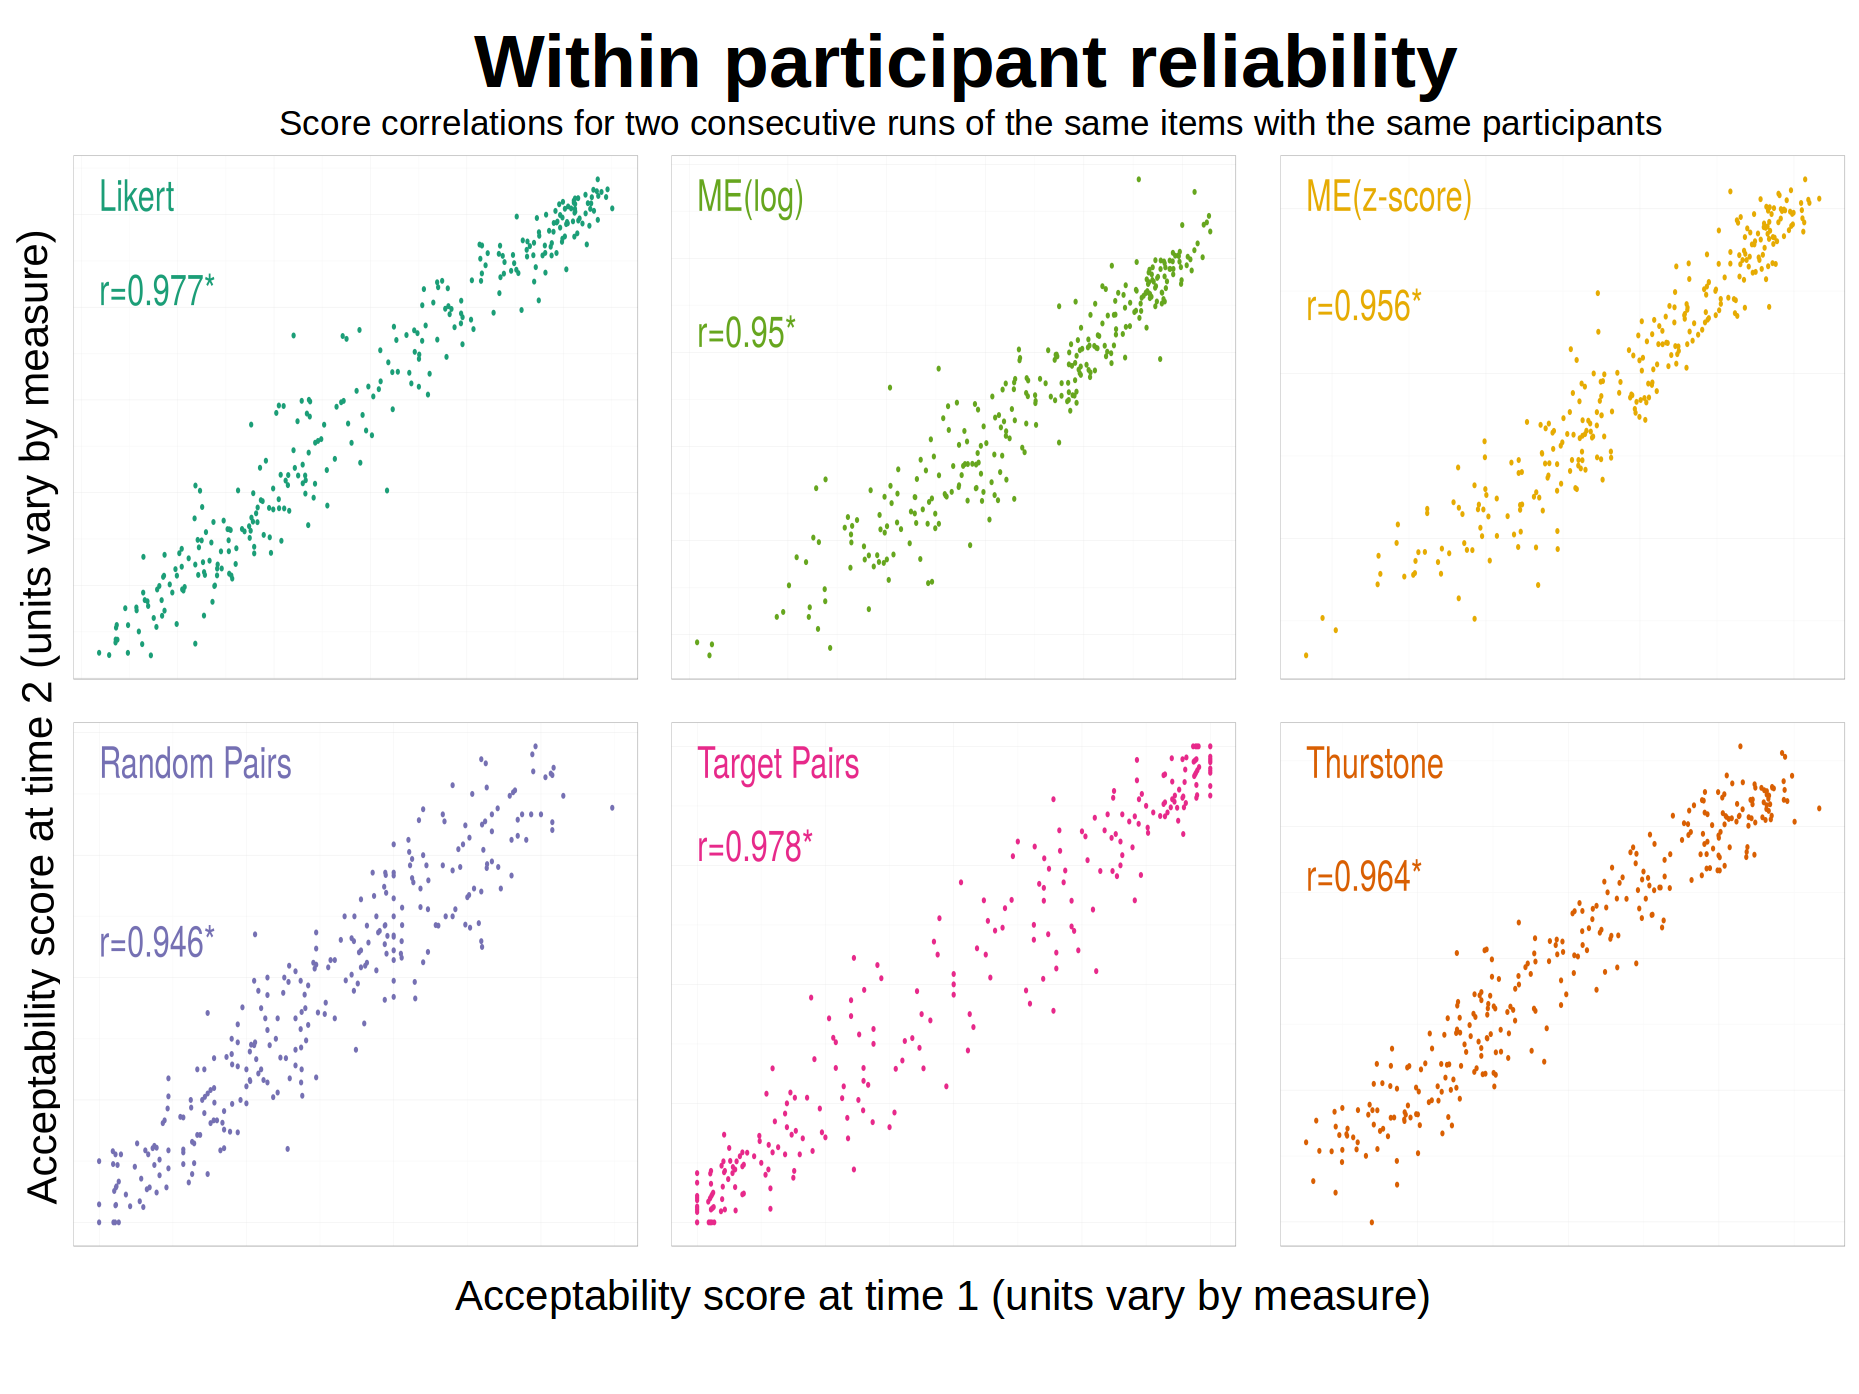 Within participant reliability
Score correlations for two consecutive runs of the same items with the same participants
Acceptability score at time 2 (units vary by measure)
Likert
r=0.977*
ME(log)
r=0.95*
ME(z-score)
r=0.956*
Random Pairs
r=0.946*
Target Pairs
r=0.978*
Thurstone
r=0.964*
Acceptability score at time 1 (units vary by measure)